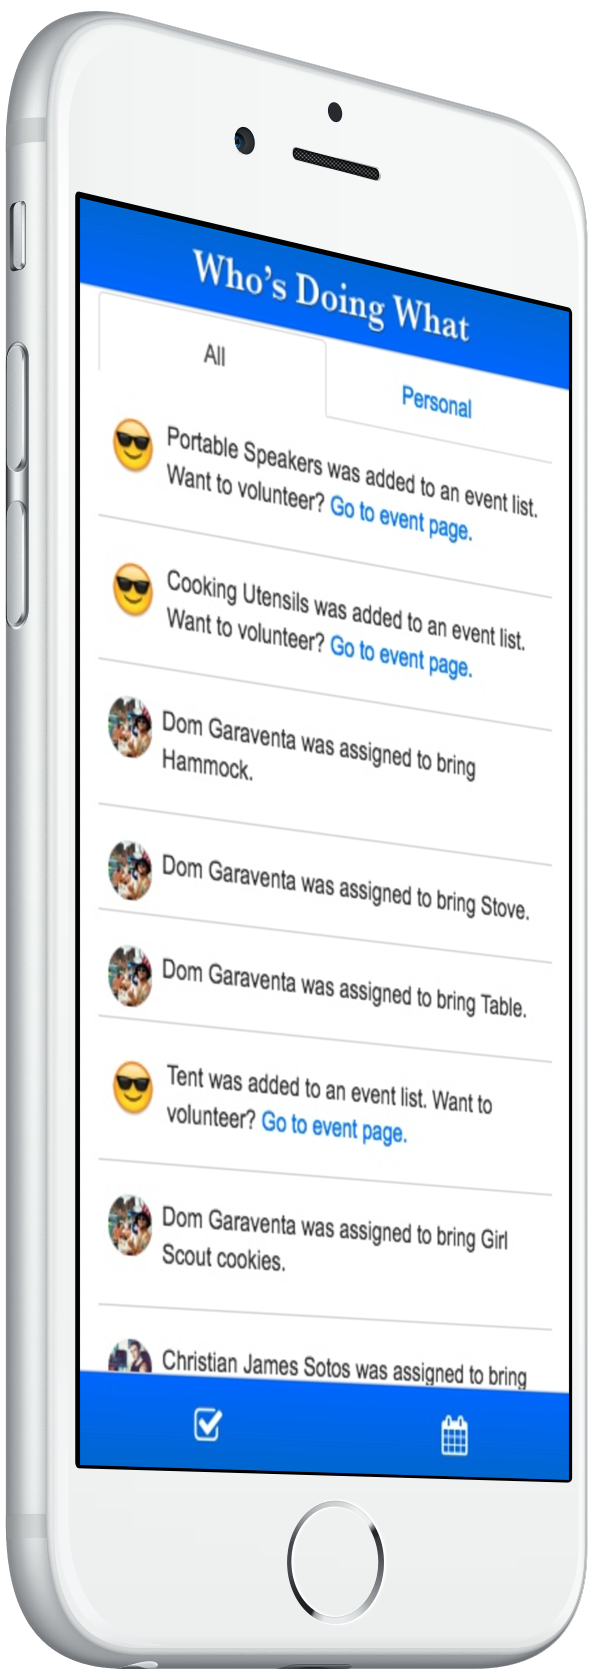 Who's Doing What
All
Personal
Portable Speakers was added to an event list.
Want to volunteer? Go to event page.
Cooking Utensils was added to an event list.
Want to volunteer? Go to event page.
Dom Garaventa was assigned to bring
Hammock.
Dom Garaventa was assigned to bring Stove.
Dom Garaventa was assigned to bring Table.
Tent was added to an event list. Want to
volunteer? Go to event page.
Dom Garaventa was assigned to bring Girl
Scout cookies.
Christian James Sotos was assigned to bring